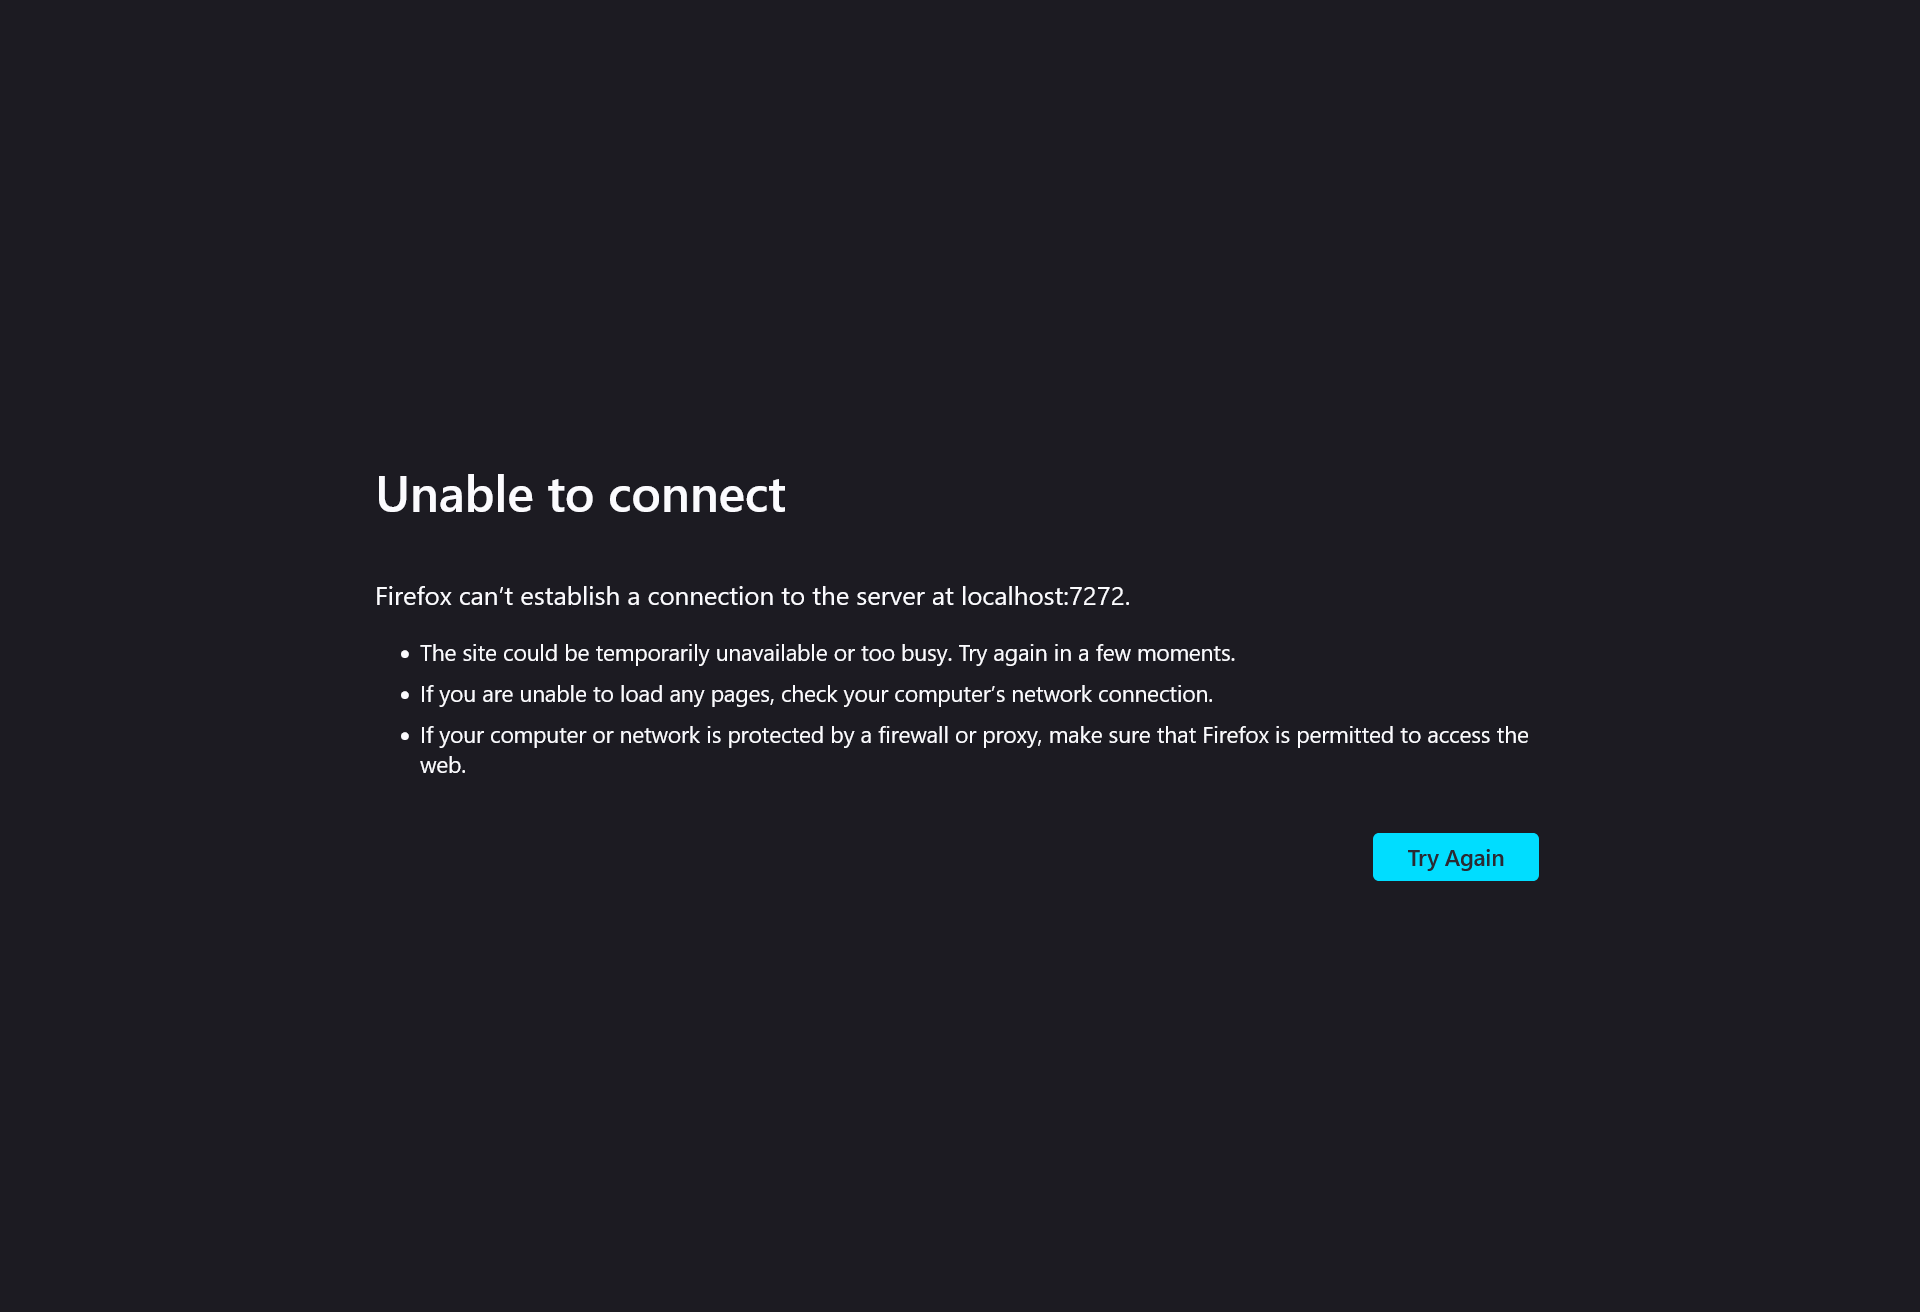 Unable to connect
Firefox can’t establish a connection to the server at localhost:7272.
• The site could be temporarily unavailable or too busy. Try again in a few moments.
• If you are unable to load any pages, check your computer’s network connection.
• If your computer or network is protected by a firewall or proxy, make sure that Firefox is permitted to access the
web.
Try Again